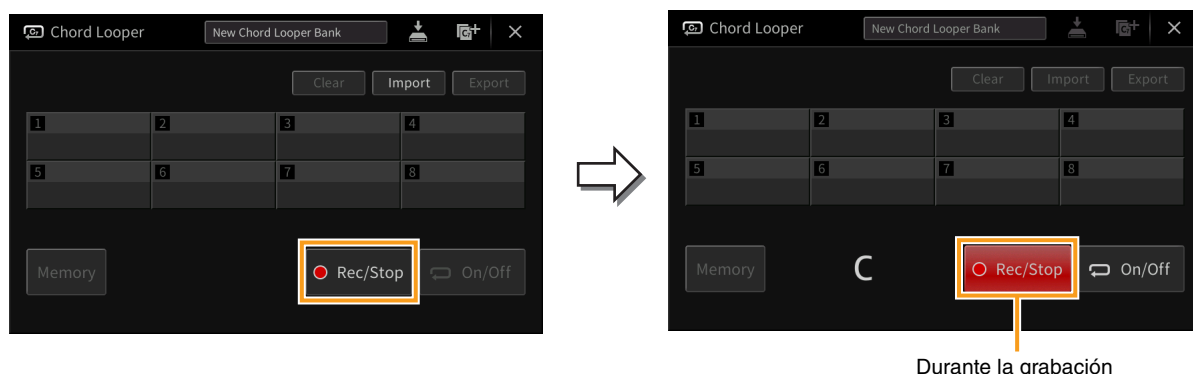 Chord Looper New Chord Looper Bank
Clear Import Export
1 2 3 4
5 6 7 8
Memory Rec/Stop On/Off
Chord Looper New Chord Looper Bank
Clear Import Export
1 2 3 4
5 6 7 8
Memory C Rec/Stop On/Off
Durante la grabación